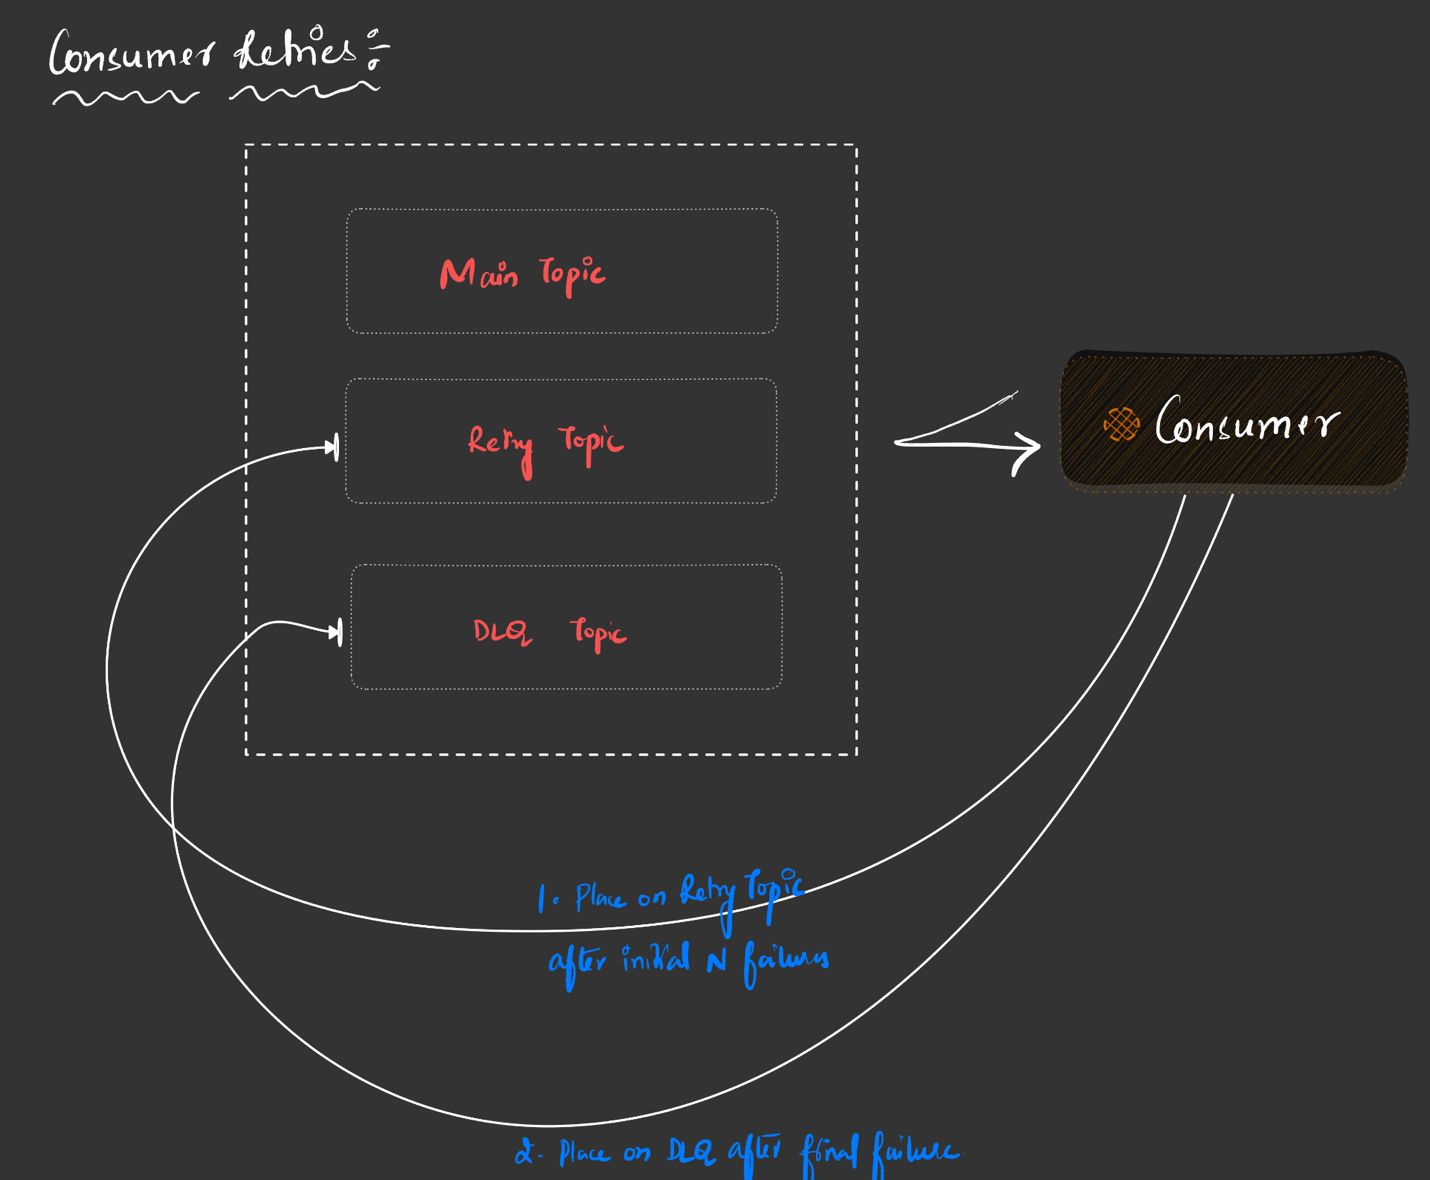 Consumer Retries:-
Main Topic
Retry Topic
Consumer
DLQ Topic
1. Place on Retry Topic
after initial N failures
2. Place on DLQ after final failure